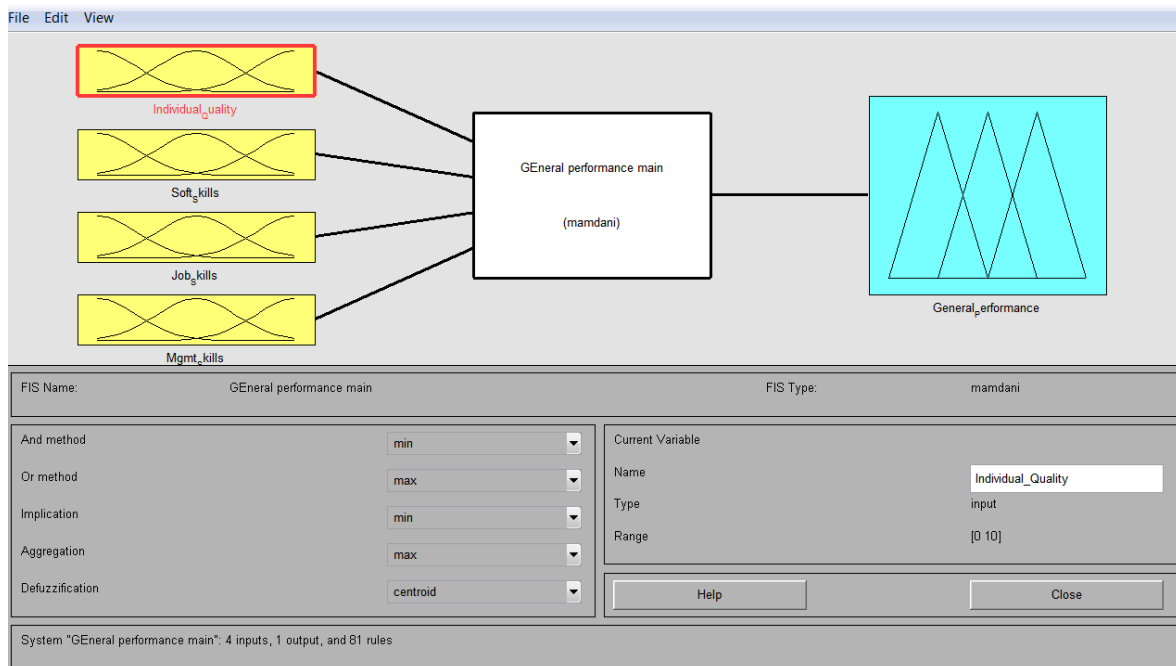 File Edit View
Individual_Quality
Soft_Skills
Job_Skills
Mgmt_Skills
GEneral performance main
(mamdani)
General_Performance
FIS Name: GEneral performance main FIS Type: mamdani
And method min
Or method max
Implication min
Aggregation max
Defuzzification centroid
Current Variable
Name Individual_Quality
Type input
Range [0 10]
Help Close
System "GEneral performance main": 4 inputs, 1 output, and 81 rules